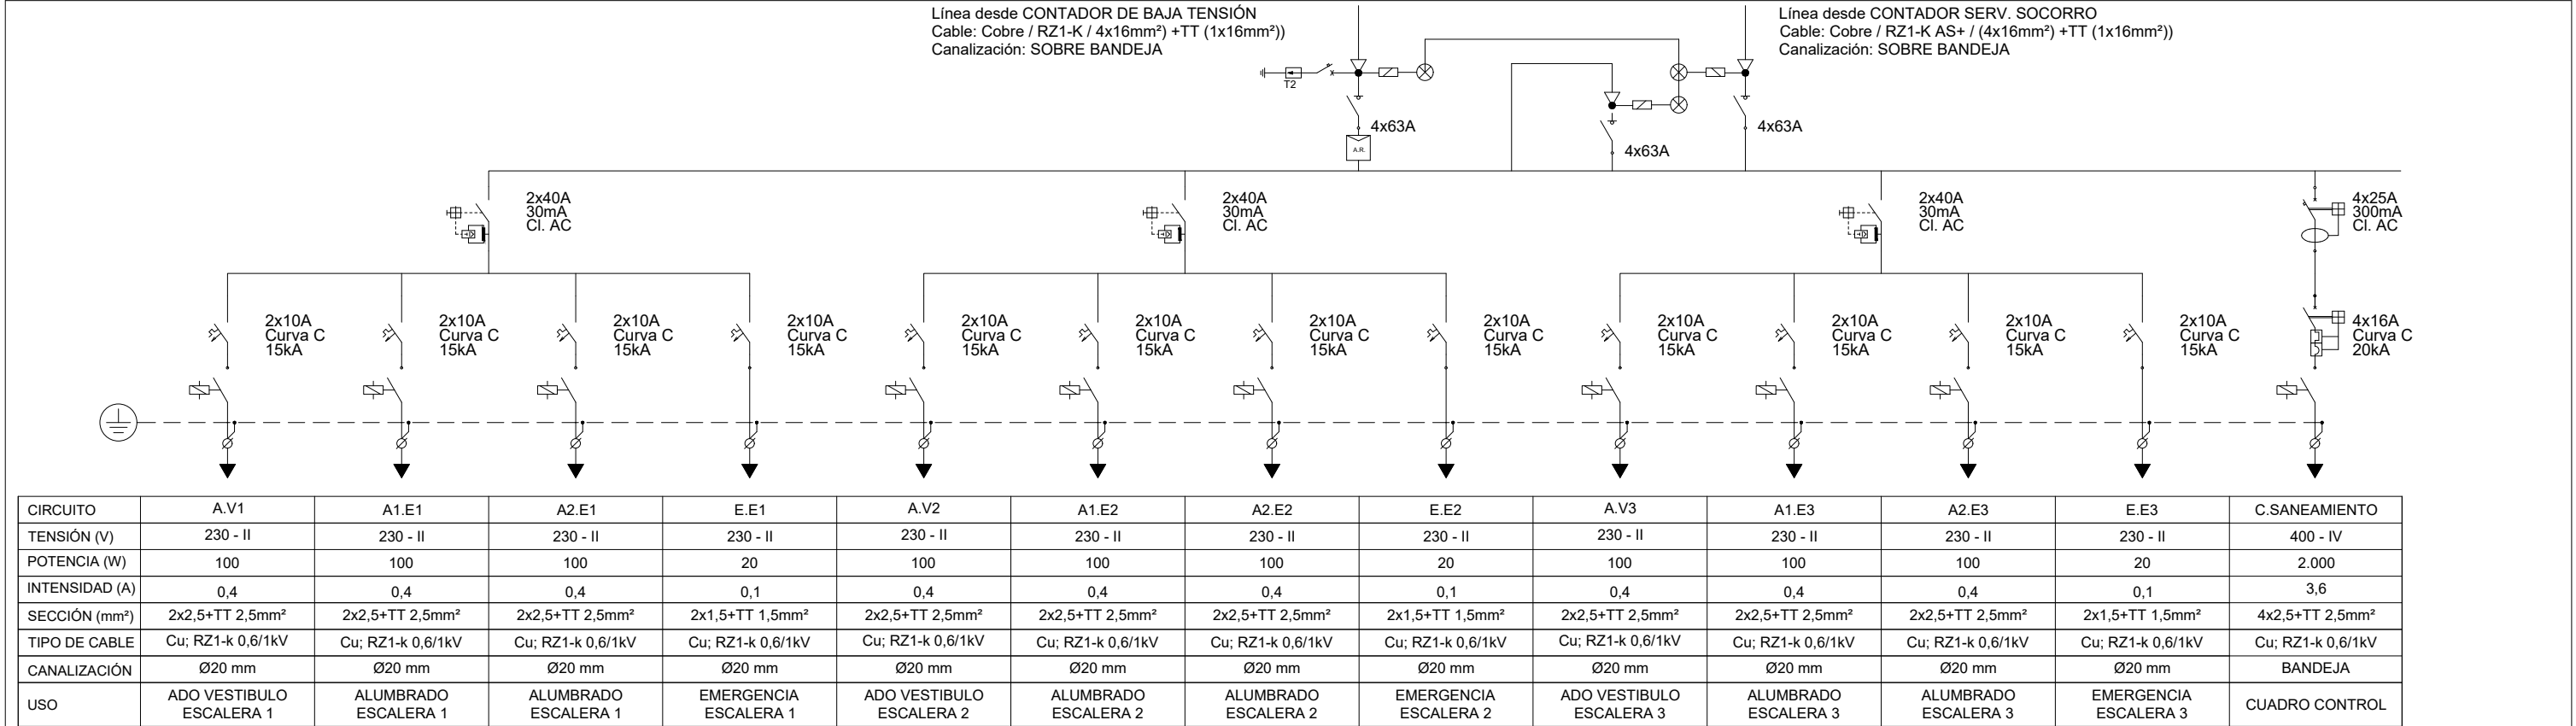 Línea desde CONTADOR DE BAJA TENSIÓN
Cable: Cobre / RZ1-K / 4x16mm²) +TT (1x16mm²))
Canalización: SOBRE BANDEJA
Línea desde CONTADOR SERV. SOCORRO
Cable: Cobre / RZ1-K AS+ / (4x16mm²) +TT (1x16mm²))
Canalización: SOBRE BANDEJA
T2
4x63A
A.R.
4x63A
4x63A
2x40A
30mA
Cl. AC
2x40A
30mA
Cl. AC
2x40A
30mA
Cl. AC
4x25A
300mA
Cl. AC
2x10A
Curva C
15kA
2x10A
Curva C
15kA
2x10A
Curva C
15kA
2x10A
Curva C
15kA
2x10A
Curva C
15kA
2x10A
Curva C
15kA
2x10A
Curva C
15kA
2x10A
Curva C
15kA
2x10A
Curva C
15kA
2x10A
Curva C
15kA
2x10A
Curva C
15kA
2x10A
Curva C
15kA
4x16A
Curva C
20kA
CIRCUITO A.V1 A1.E1 A2.E1 E.E1 A.V2 A1.E2 A2.E2 E.E2 A.V3 A1.E3 A2.E3 E.E3 C.SANEAMIENTO
TENSIÓN (V) 230 - II 230 - II 230 - II 230 - II 230 - II 230 - II 230 - II 230 - II 230 - II 230 - II 230 - II 230 - II 400 - IV
POTENCIA (W) 100 100 100 20 100 100 100 20 100 100 100 20 2.000
INTENSIDAD (A) 0,4 0,4 0,4 0,1 0,4 0,4 0,4 0,1 0,4 0,4 0,4 0,1 3,6
SECCIÓN (mm²) 2x2,5+TT 2,5mm² 2x2,5+TT 2,5mm² 2x2,5+TT 2,5mm² 2x1,5+TT 1,5mm² 2x2,5+TT 2,5mm² 2x2,5+TT 2,5mm² 2x2,5+TT 2,5mm² 2x1,5+TT 1,5mm² 2x2,5+TT 2,5mm² 2x2,5+TT 2,5mm² 2x2,5+TT 2,5mm² 2x1,5+TT 1,5mm² 4x2,5+TT 2,5mm²
TIPO DE CABLE Cu; RZ1-k 0,6/1kV Cu; RZ1-k 0,6/1kV Cu; RZ1-k 0,6/1kV Cu; RZ1-k 0,6/1kV Cu; RZ1-k 0,6/1kV Cu; RZ1-k 0,6/1kV Cu; RZ1-k 0,6/1kV Cu; RZ1-k 0,6/1kV Cu; RZ1-k 0,6/1kV Cu; RZ1-k 0,6/1kV Cu; RZ1-k 0,6/1kV Cu; RZ1-k 0,6/1kV Cu; RZ1-k 0,6/1kV
CANALIZACIÓN Ø20 mm Ø20 mm Ø20 mm Ø20 mm Ø20 mm Ø20 mm Ø20 mm Ø20 mm Ø20 mm Ø20 mm Ø20 mm Ø20 mm BANDEJA
USO
ADO VESTIBULO
ESCALERA 1
ALUMBRADO
ESCALERA 1
ALUMBRADO
ESCALERA 1
EMERGENCIA
ESCALERA 1
ADO VESTIBULO
ESCALERA 2
ALUMBRADO
ESCALERA 2
ALUMBRADO
ESCALERA 2
EMERGENCIA
ESCALERA 2
ADO VESTIBULO
ESCALERA 3
ALUMBRADO
ESCALERA 3
ALUMBRADO
ESCALERA 3
EMERGENCIA
ESCALERA 3
CUADRO CONTROL